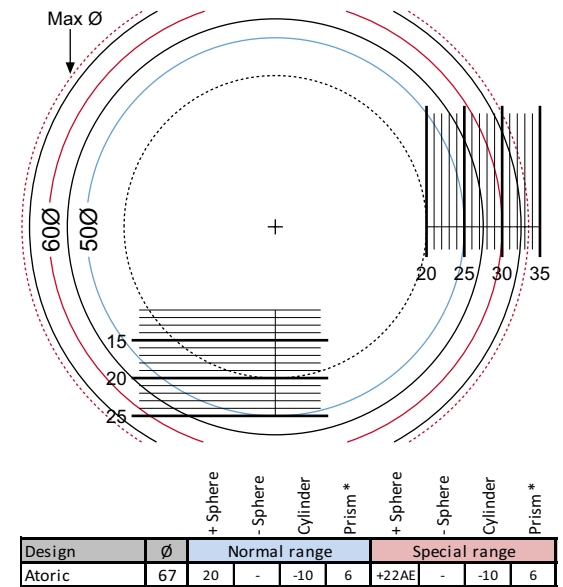 Max Ø
60Ø
50Ø
20 25 30 35
15
20
25
+ Sphere
- Sphere
Cylinder
Prism *
+ Sphere
- Sphere
Cylinder
Prism *
Design Ø Normal range Special range
Atoric 67 20 - -10 6 +22AE - -10 6